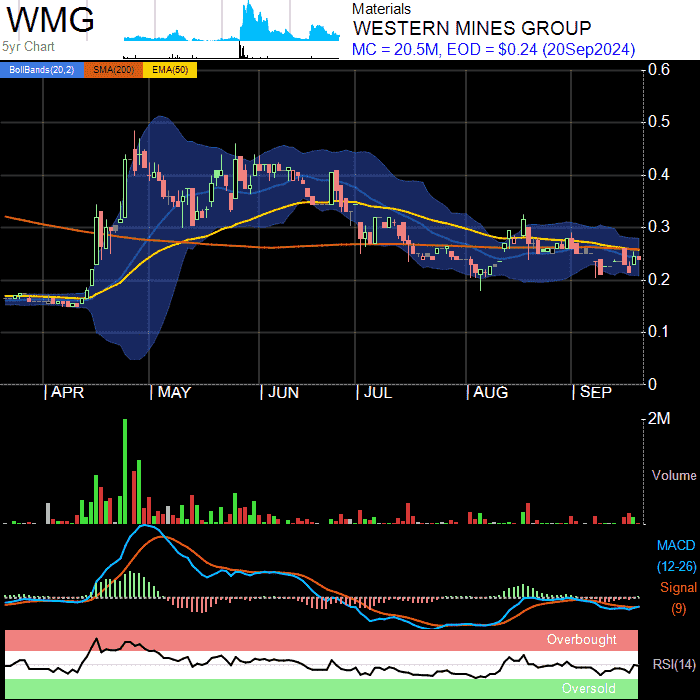 WMG
5yr Chart
Materials
WESTERN MINES GROUP
MC = 20.5M, EOD = $0.24 (20Sep2024)
BollBands(20,2) SMA(200) EMA(50)
0.6
0.5
0.4
0.3
0.2
0.1
0
APR MAY JUN JUL AUG SEP
2M
Volume
MACD
(12-26)
Signal
(9)
Overbought
RSI(14)
Oversold